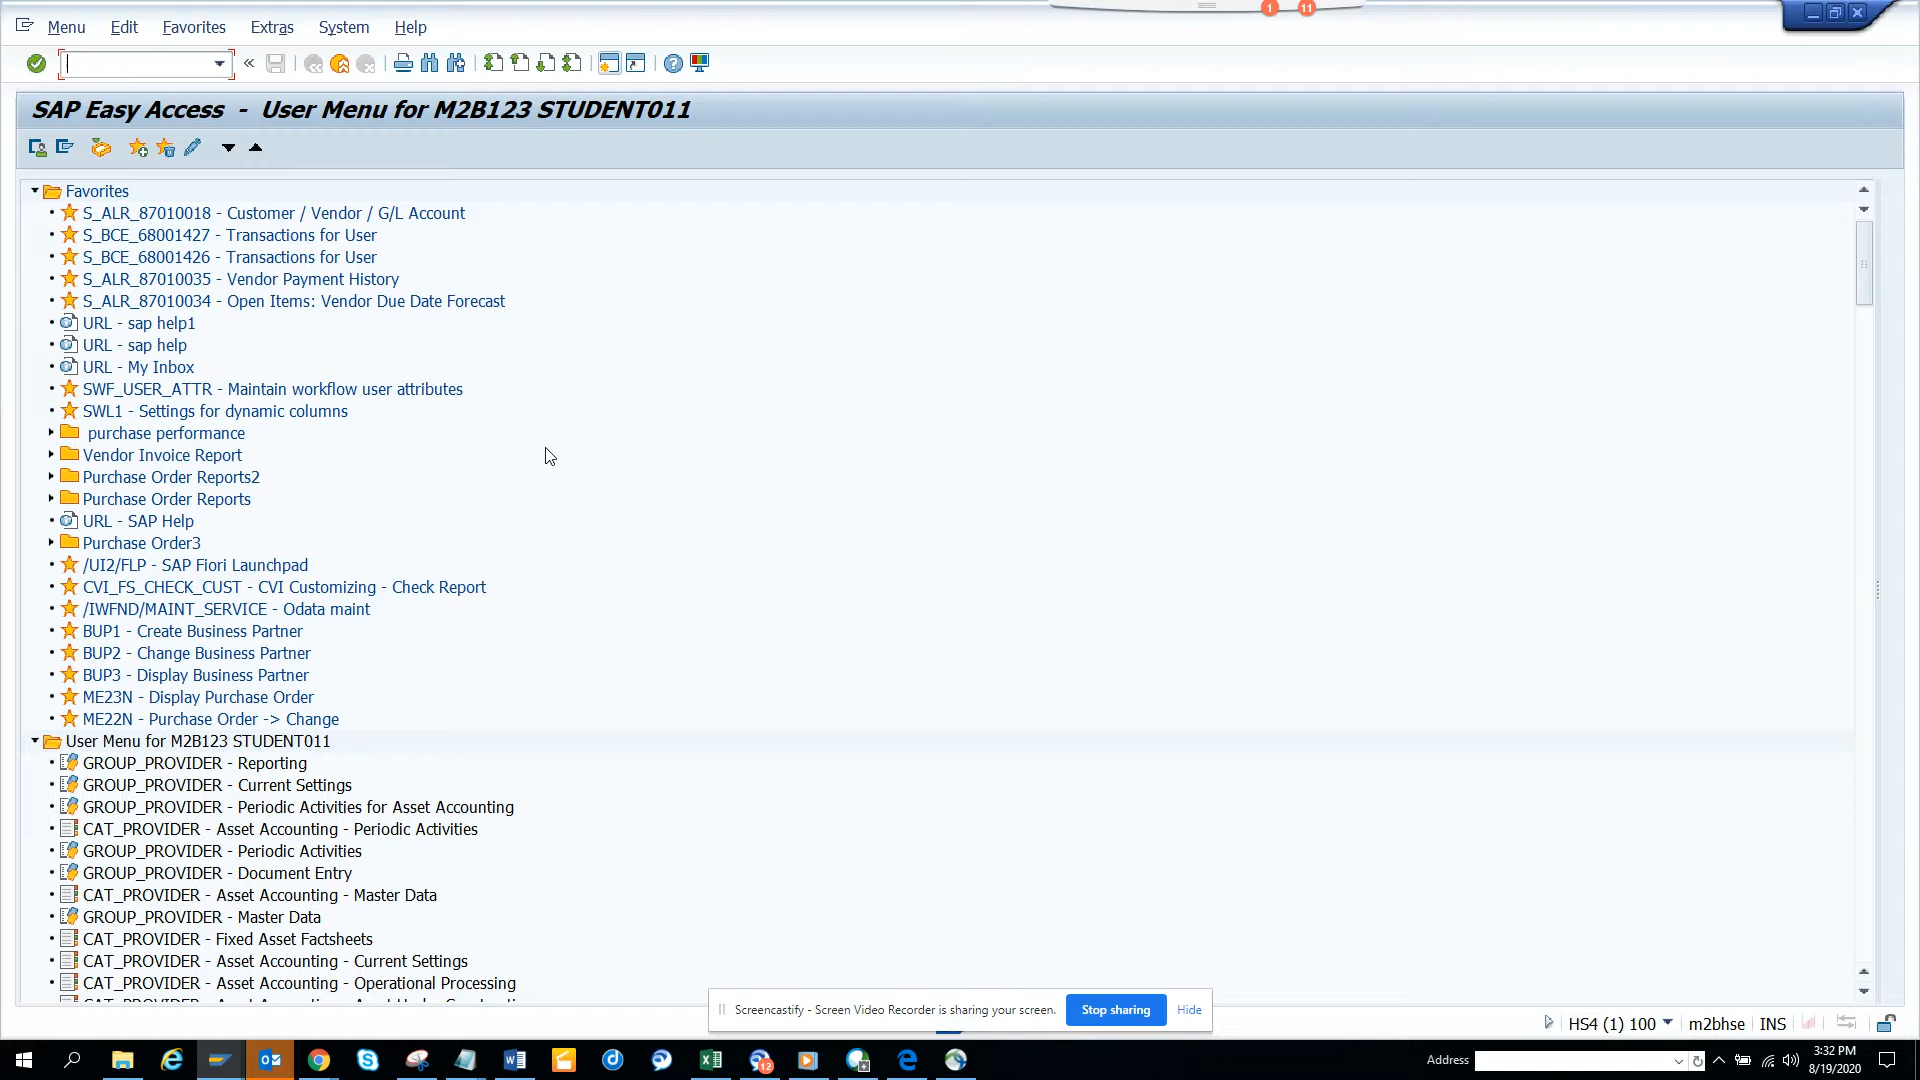 1 11
Menu Edit Favorites Extras System Help
SAP Easy Access - User Menu for M2B123 STUDENT011
Favorites
S_ALR_87010018 - Customer / Vendor / G/L Account
S_BCE_68001427 - Transactions for User
S_BCE_68001426 - Transactions for User
S_ALR_87010035 - Vendor Payment History
S_ALR_87010034 - Open Items: Vendor Due Date Forecast
URL - sap help1
URL - sap help
URL - My Inbox
SWF_USER_ATTR - Maintain workflow user attributes
SWL1 - Settings for dynamic columns
purchase performance
Vendor Invoice Report
Purchase Order Reports2
Purchase Order Reports
URL - SAP Help
Purchase Order3
/UI2/FLP - SAP Fiori Launchpad
CVI_FS_CHECK_CUST - CVI Customizing - Check Report
/IWFND/MAINT_SERVICE - Odata maint
BUP1 - Create Business Partner
BUP2 - Change Business Partner
BUP3 - Display Business Partner
ME23N - Display Purchase Order
ME22N - Purchase Order -> Change
User Menu for M2B123 STUDENT011
GROUP_PROVIDER - Reporting
GROUP_PROVIDER - Current Settings
GROUP_PROVIDER - Periodic Activities for Asset Accounting
CAT_PROVIDER - Asset Accounting - Periodic Activities
GROUP_PROVIDER - Periodic Activities
GROUP_PROVIDER - Document Entry
CAT_PROVIDER - Asset Accounting - Master Data
GROUP_PROVIDER - Master Data
CAT_PROVIDER - Fixed Asset Factsheets
CAT_PROVIDER - Asset Accounting - Current Settings
CAT_PROVIDER - Asset Accounting - Operational Processing
Screencastify - Screen Video Recorder is sharing your screen. Stop sharing Hide
HS4 (1) 100 m2bhse INS
12
Address
3:32 PM
8/19/2020